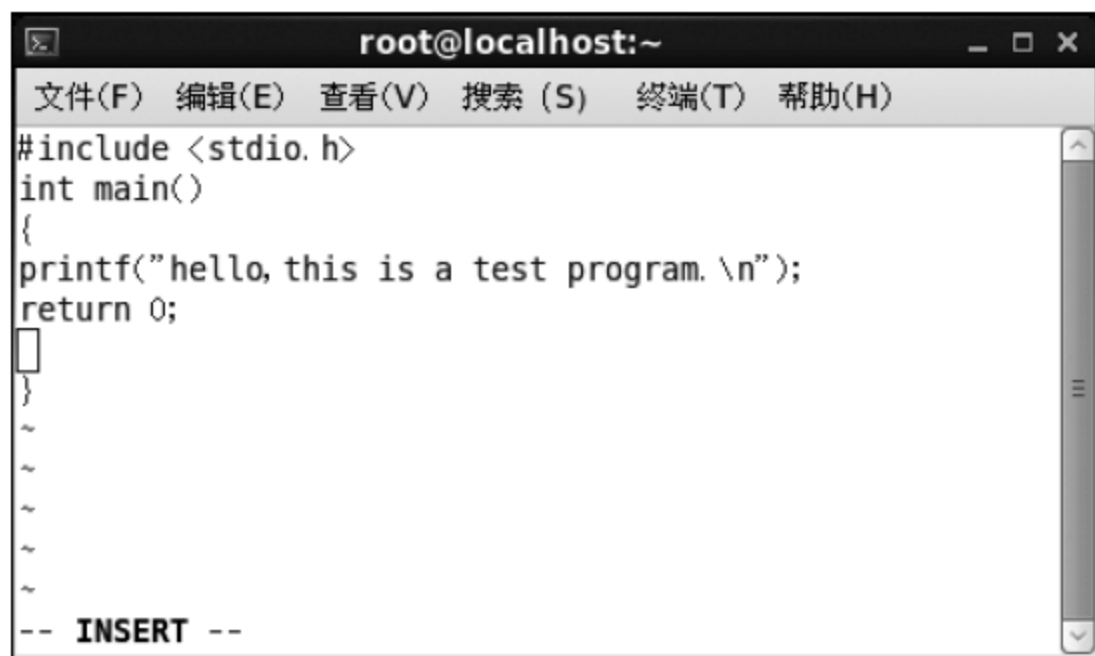 root@localhost:~
文件(F) 编辑(E) 查看(V) 搜索 (S) 终端(T) 帮助(H)
#include <stdio.h>
int main()
{
printf("hello, this is a test program. \n");
return 0;
}
~
~
~
~
~
-- INSERT --